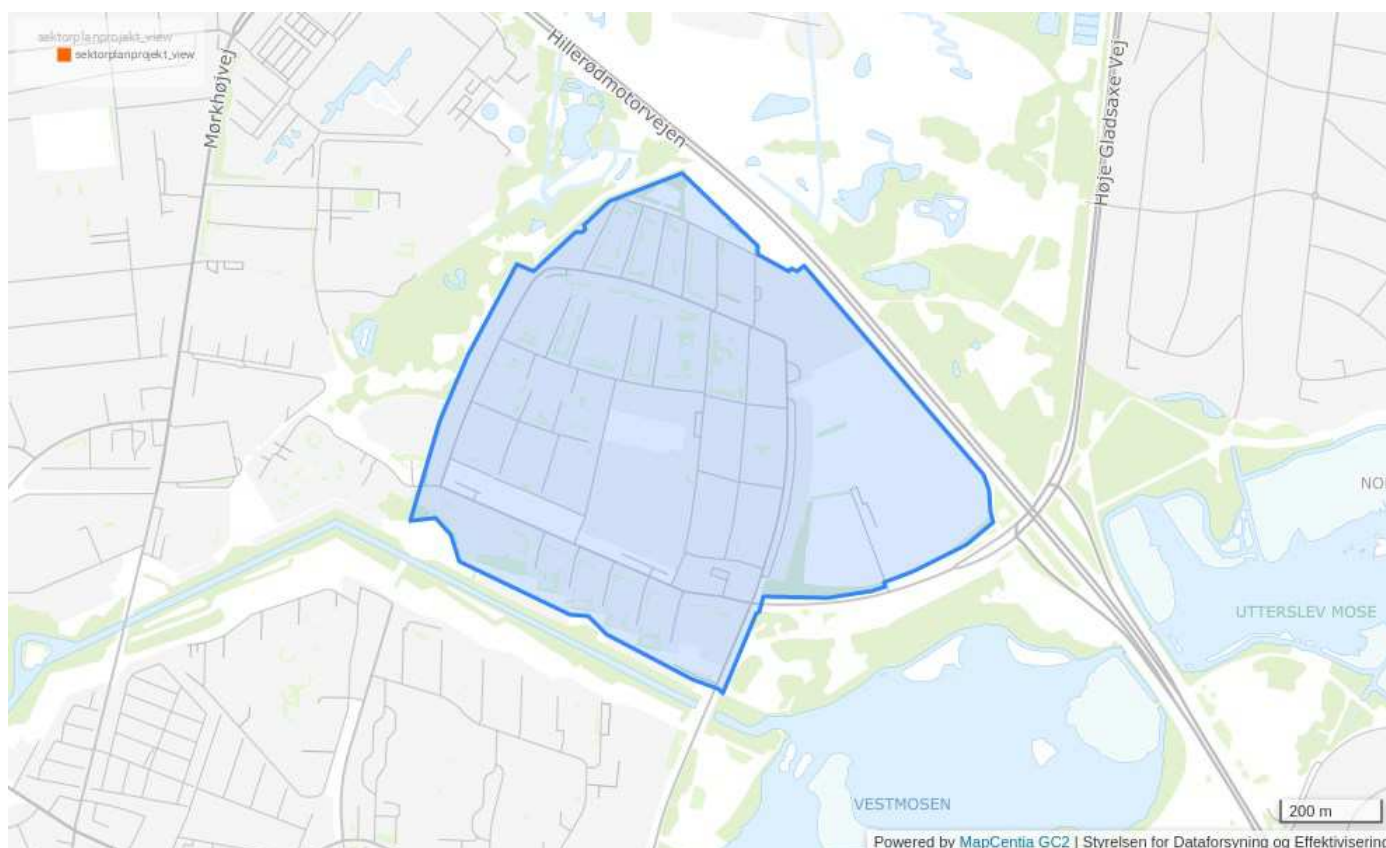 sektorplanprojekt_view
sektorplanprojekt_view
Mørkhøjvej
Hillerødmotorvejen
Høje Gladsaxe Vej
NO
UTTERSLEV MOSE
VESTMOSEN
200 m
Powered by MapCentia GC2 | Styrelsen for Dataforsyning og Effektivisering